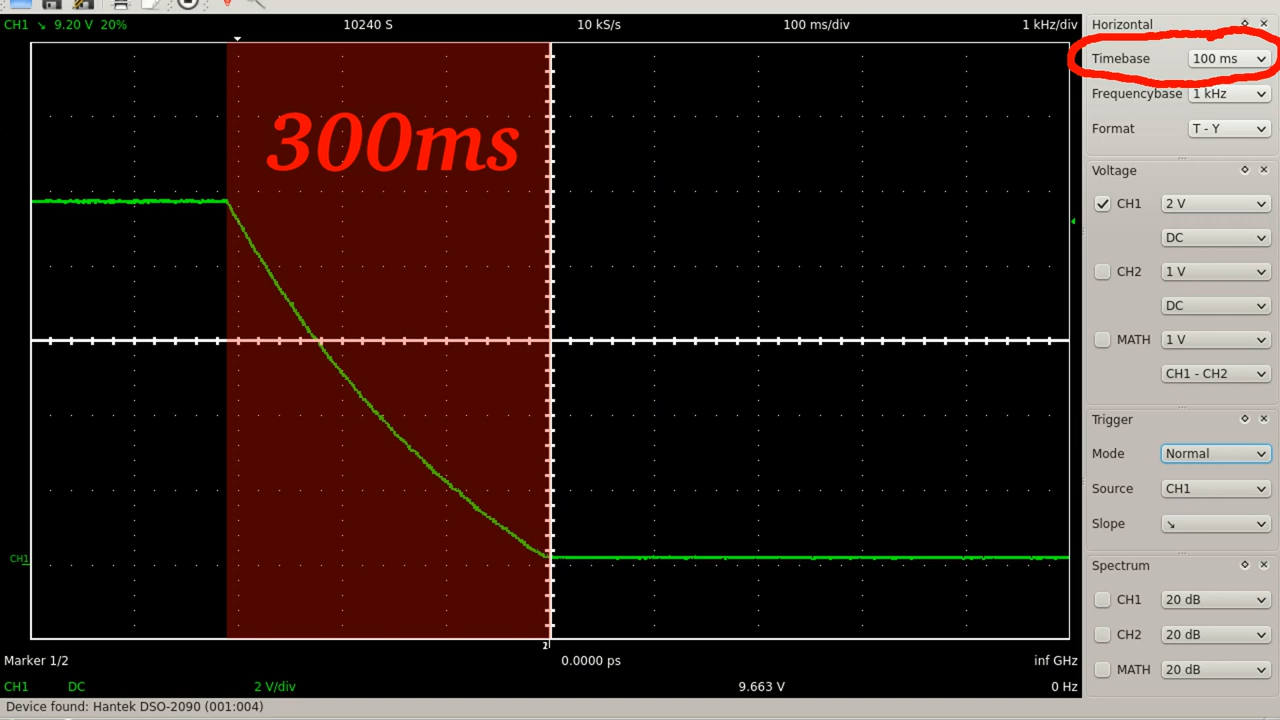 CH1 ↘ 9.20 V 20% 10240 S 10 kS/s 100 ms/div 1 kHz/div
300ms
CH1
2
Marker 1/2 0.0000 ps inf GHz
CH1 DC 2 V/div 9.663 V 0 Hz
Device found: Hantek DSO-2090 (001:004)
Horizontal
Timebase 100 ms
Frequencybase 1 kHz
Format T - Y
Voltage
CH1 2 V
DC
CH2 1 V
DC
MATH 1 V
CH1 - CH2
Trigger
Mode Normal
Source CH1
Slope ↘
Spectrum
CH1 20 dB
CH2 20 dB
MATH 20 dB